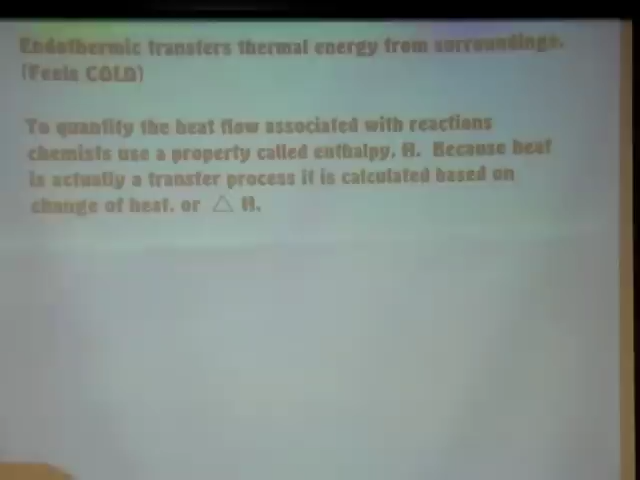 Endothermic transfers thermal energy from surroundings.
(Feels COLD)
To quantify the heat flow associated with reactions
chemists use a property called enthalpy, H. Because heat
is actually a transfer process it is calculated based on
change of heat, or △ H.